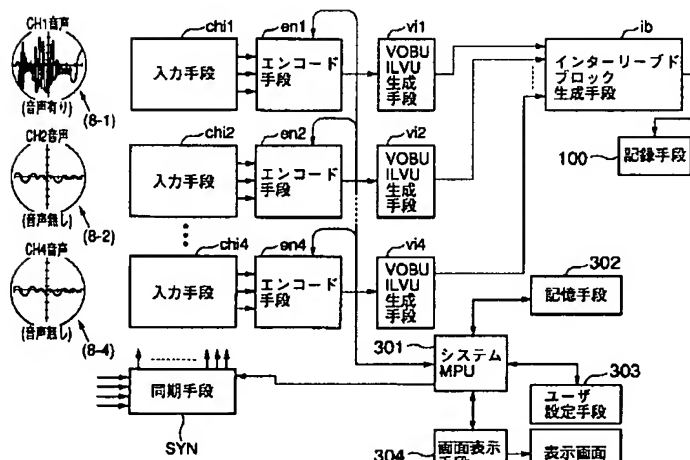 CH1音声
(音声有り)
(8-1)
chi1
入力手段
en1
エンコード
手段
vi1
VOBU
ILVU
生成
手段
ib
インターリーブド
ブロック
生成手段
100
記録手段
CH2音声
(音声無し)
(8-2)
chi2
入力手段
en2
エンコード
手段
vi2
VOBU
ILVU
生成
手段
CH4音声
(音声無し)
(8-4)
chi4
入力手段
en4
エンコード
手段
vi4
VOBU
ILVU
生成
手段
302
記憶手段
301
システム
MPU
303
ユーザ
設定手段
同期手段
SYN
304
画面表示
手段
表示画面